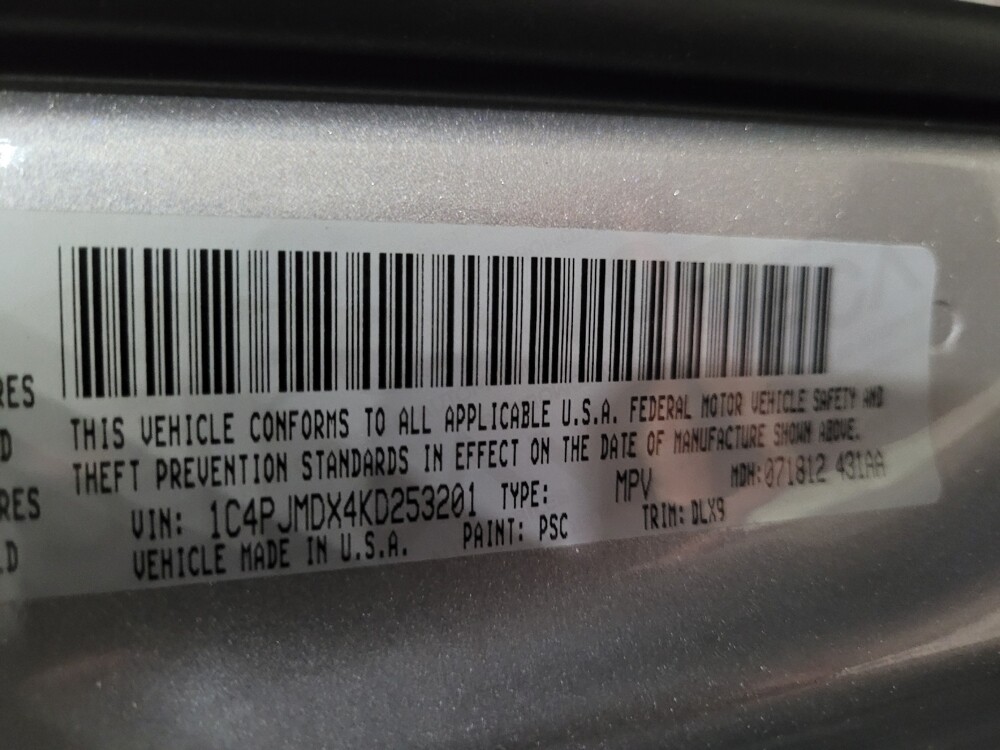 RES
D
RES
LD
THIS VEHICLE CONFORMS TO ALL APPLICABLE U.S.A. FEDERAL MOTOR VEHICLE SAFETY AND
THEFT PREVENTION STANDARDS IN EFFECT ON THE DATE OF MANUFACTURE SHOWN ABOVE.
VIN: 1C4PJMDX4KD253201 TYPE: MPV MDH:071812 431AA
VEHICLE MADE IN U.S.A. PAINT: PSC TRIM: DLX9